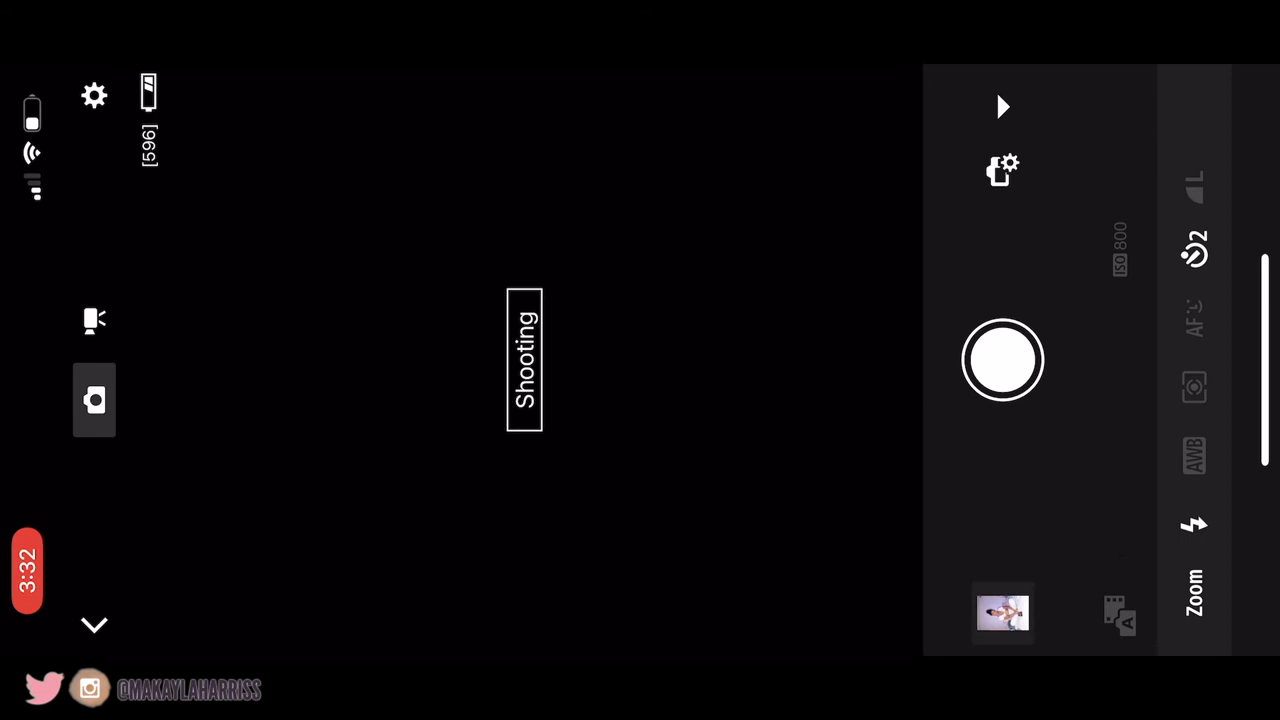 3:32
[596]
Shooting
ISO 800
Zoom
AWB
AF
2
L
A
@MAKAYLAHARRISS